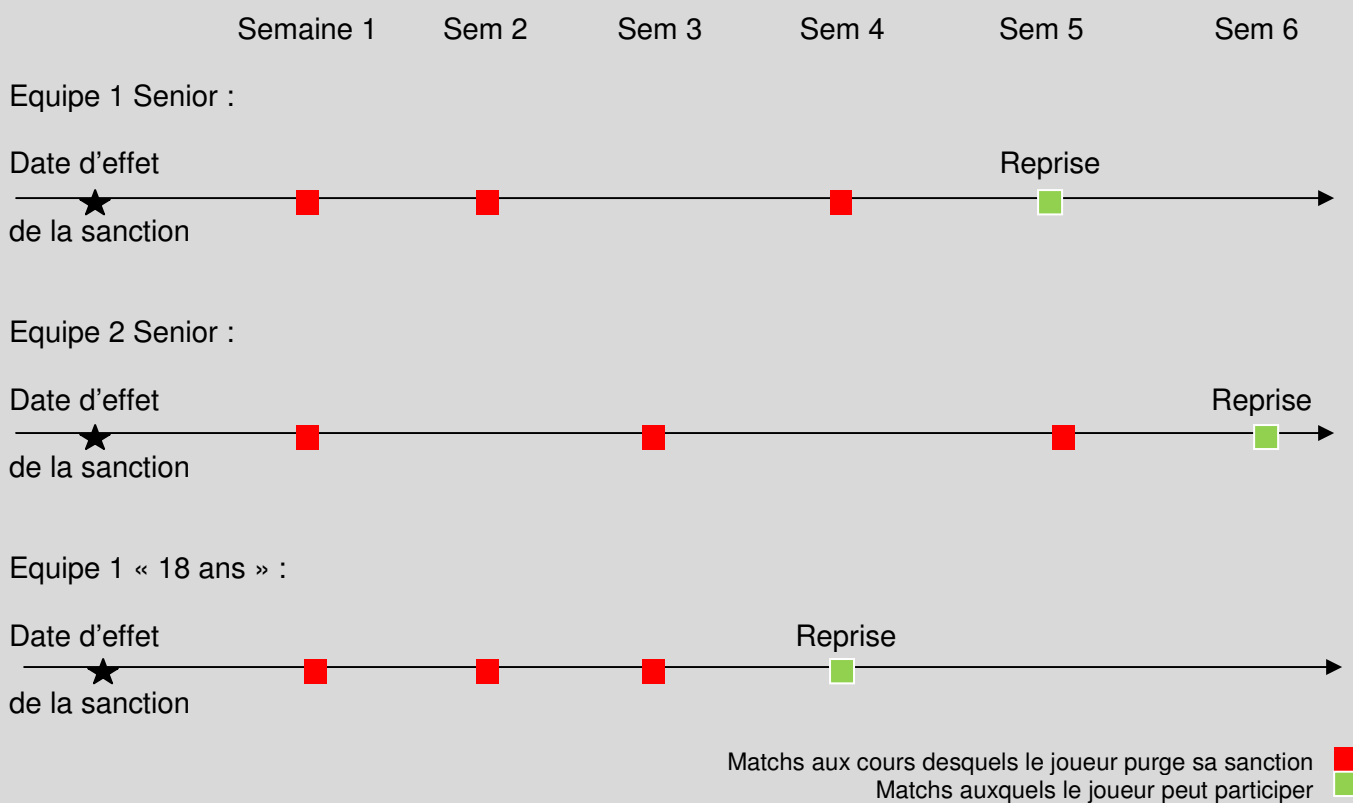 Semaine 1 Sem 2 Sem 3 Sem 4 Sem 5 Sem 6
Equipe 1 Senior :
Date d’effet Reprise
de la sanction
Equipe 2 Senior :
Date d’effet Reprise
de la sanction
Equipe 1 « 18 ans » :
Date d’effet Reprise
de la sanction
Matchs aux cours desquels le joueur purge sa sanction
Matchs auxquels le joueur peut participer